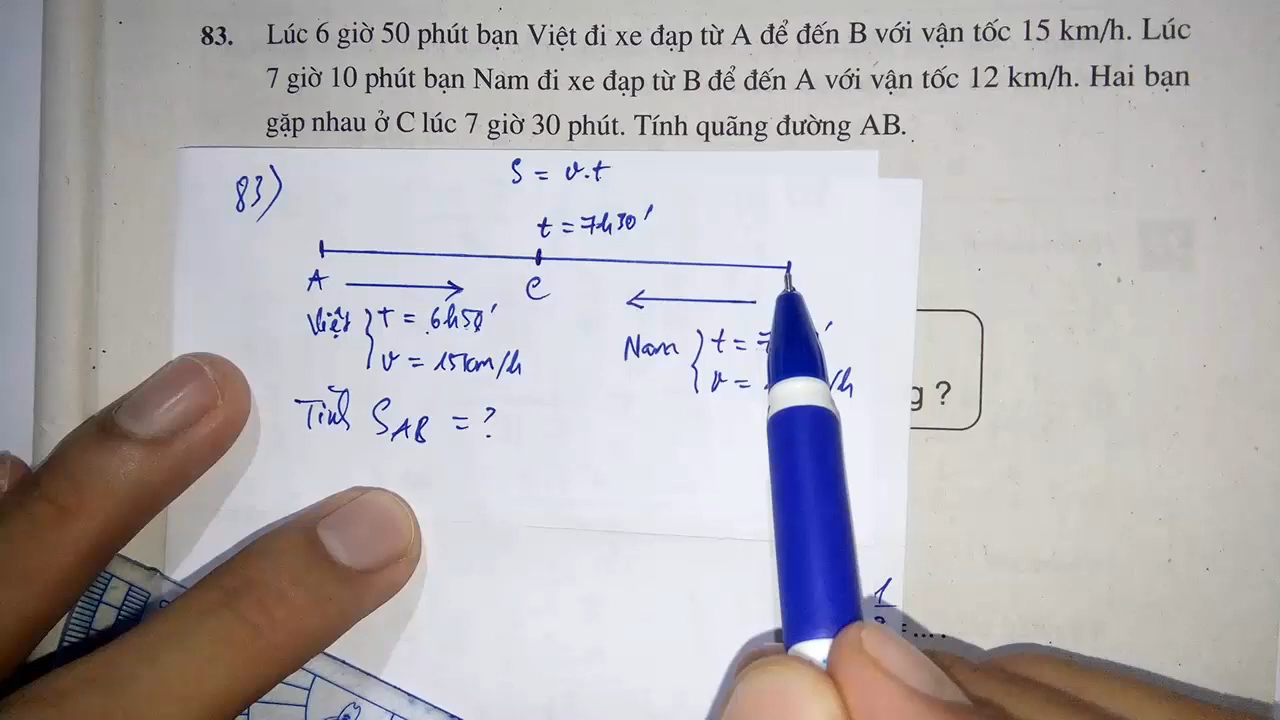 83. Lúc 6 giờ 50 phút bạn Việt đi xe đạp từ A để đến B với vận tốc 15 km/h. Lúc
7 giờ 10 phút bạn Nam đi xe đạp từ B để đến A với vận tốc 12 km/h. Hai bạn
gặp nhau ở C lúc 7 giờ 30 phút. Tính quãng đường AB.
83)
S = v.t
t = 7h30'
A
C
Việt { t = 6h50'
v = 15km/h
Nam { t = 7
v = /h
Tính SAB = ?
g ?
1
: ....